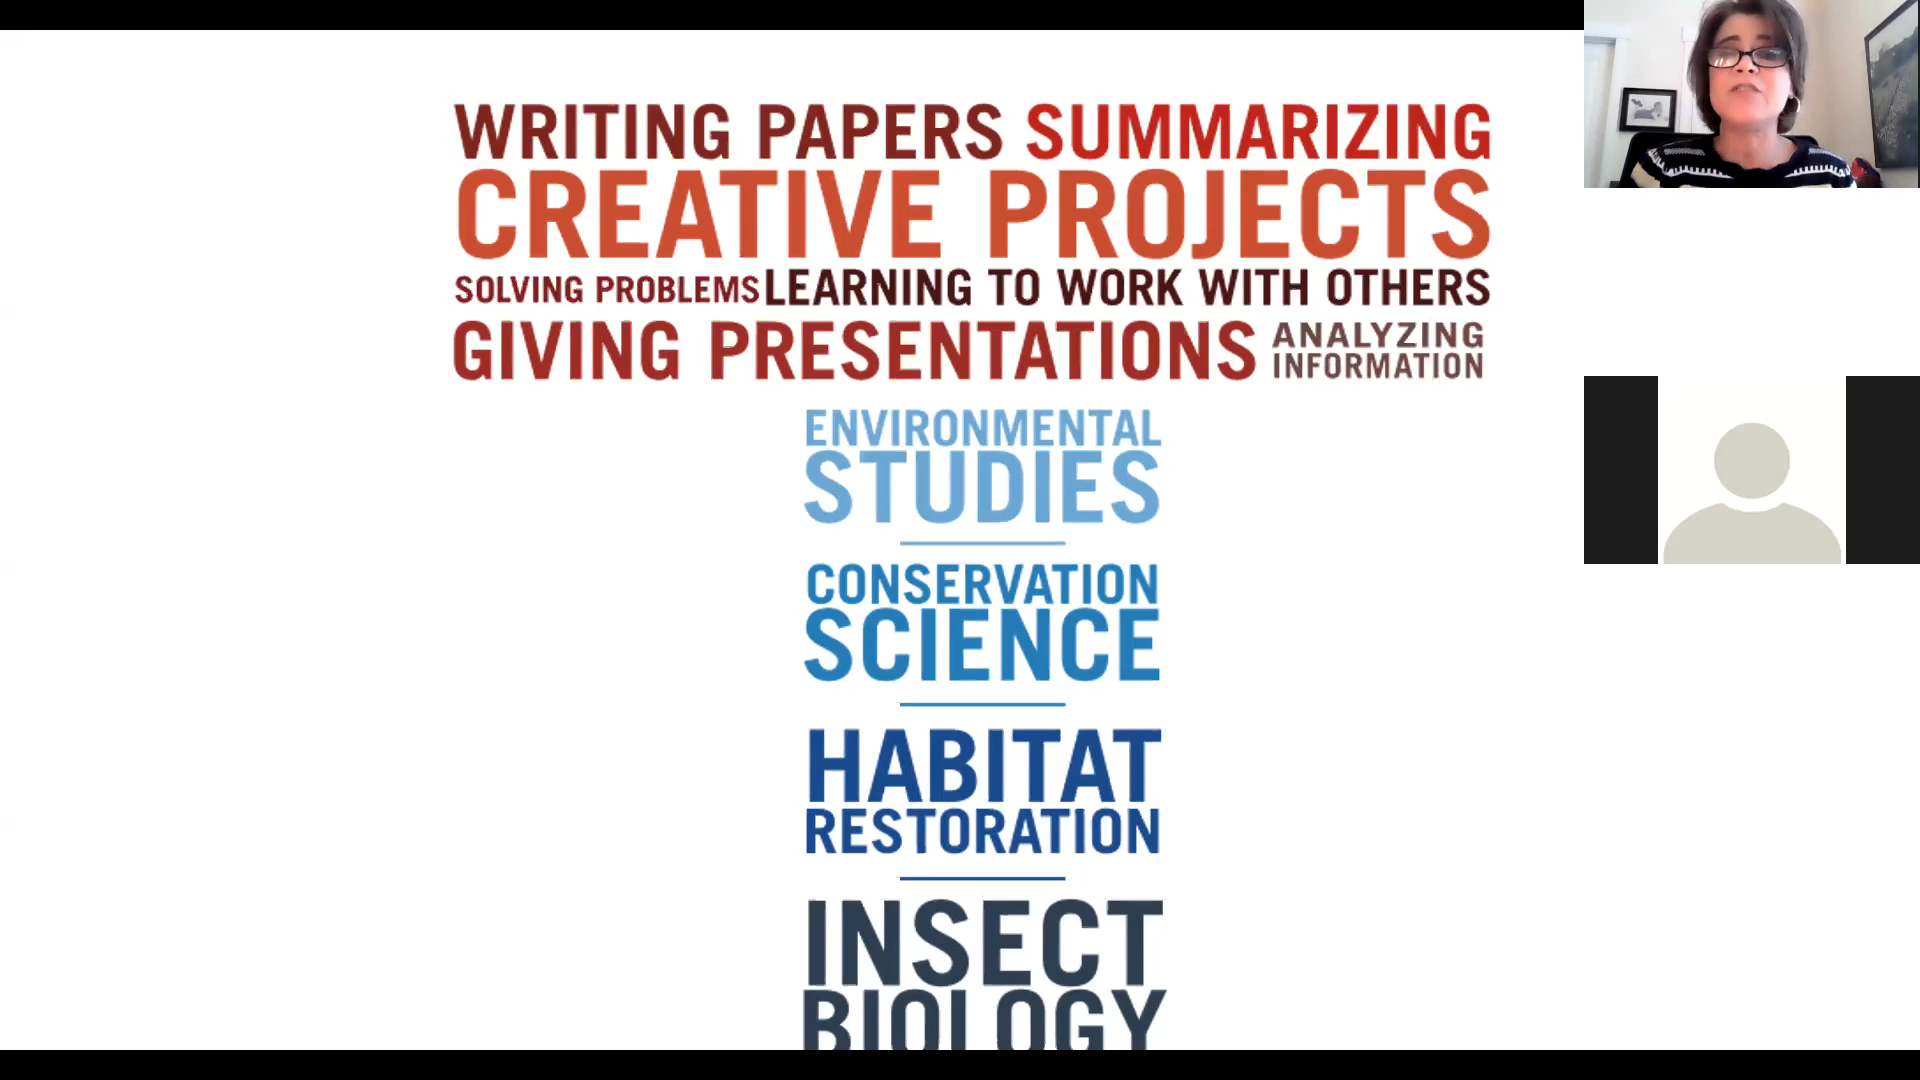 WRITING PAPERS SUMMARIZING
CREATIVE PROJECTS
SOLVING PROBLEMS LEARNING TO WORK WITH OTHERS
GIVING PRESENTATIONS ANALYZING INFORMATION
ENVIRONMENTAL
STUDIES
CONSERVATION
SCIENCE
HABITAT
RESTORATION
INSECT
BIOLOGY